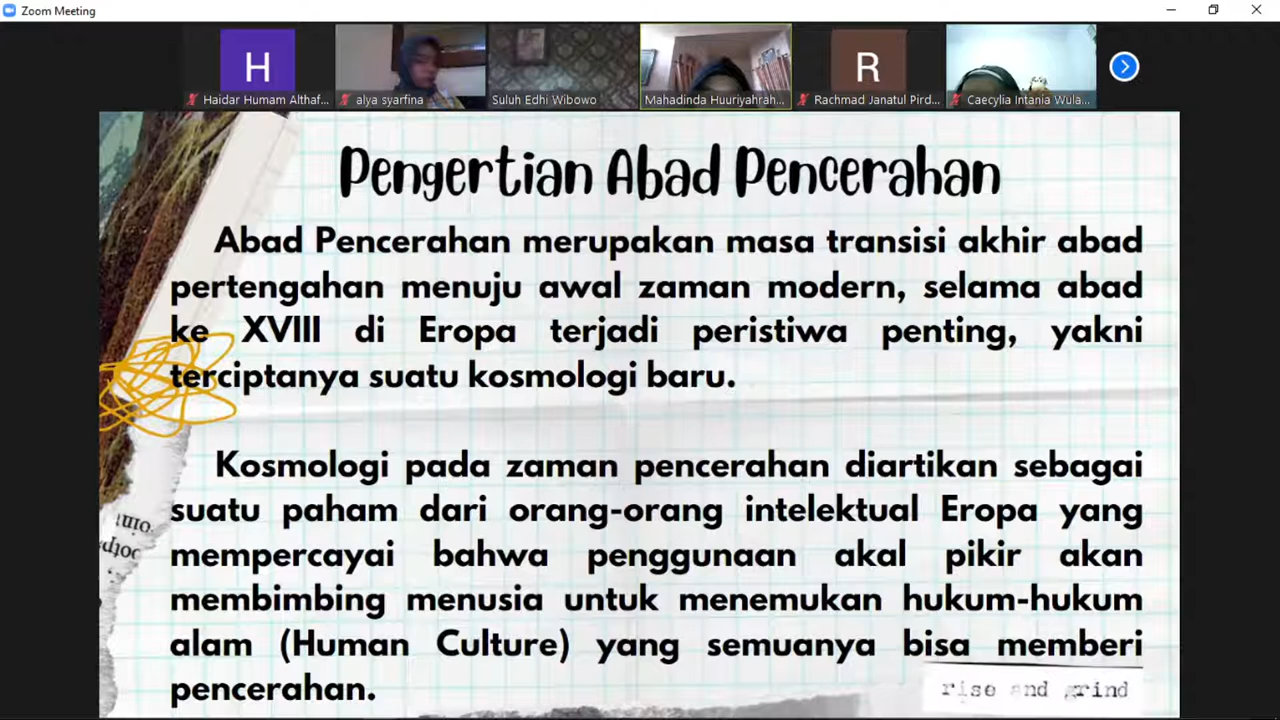 Zoom Meeting
H
R
Haidar Humam Althaf...
alya syarfina
Suluh Edhi Wibowo
Mahadinda Huuriyahrah...
Rachmad Janatul Pird...
Caecylia Intania Wula...
Pengertian Abad Pencerahan
Abad Pencerahan merupakan masa transisi akhir abad
pertengahan menuju awal zaman modern, selama abad
ke XVIII di Eropa terjadi peristiwa penting, yakni
terciptanya suatu kosmologi baru.
Kosmologi pada zaman pencerahan diartikan sebagai
suatu paham dari orang-orang intelektual Eropa yang
mempercayai bahwa penggunaan akal pikir akan
membimbing menusia untuk menemukan hukum-hukum
alam (Human Culture) yang semuanya bisa memberi
pencerahan.
rise and grind